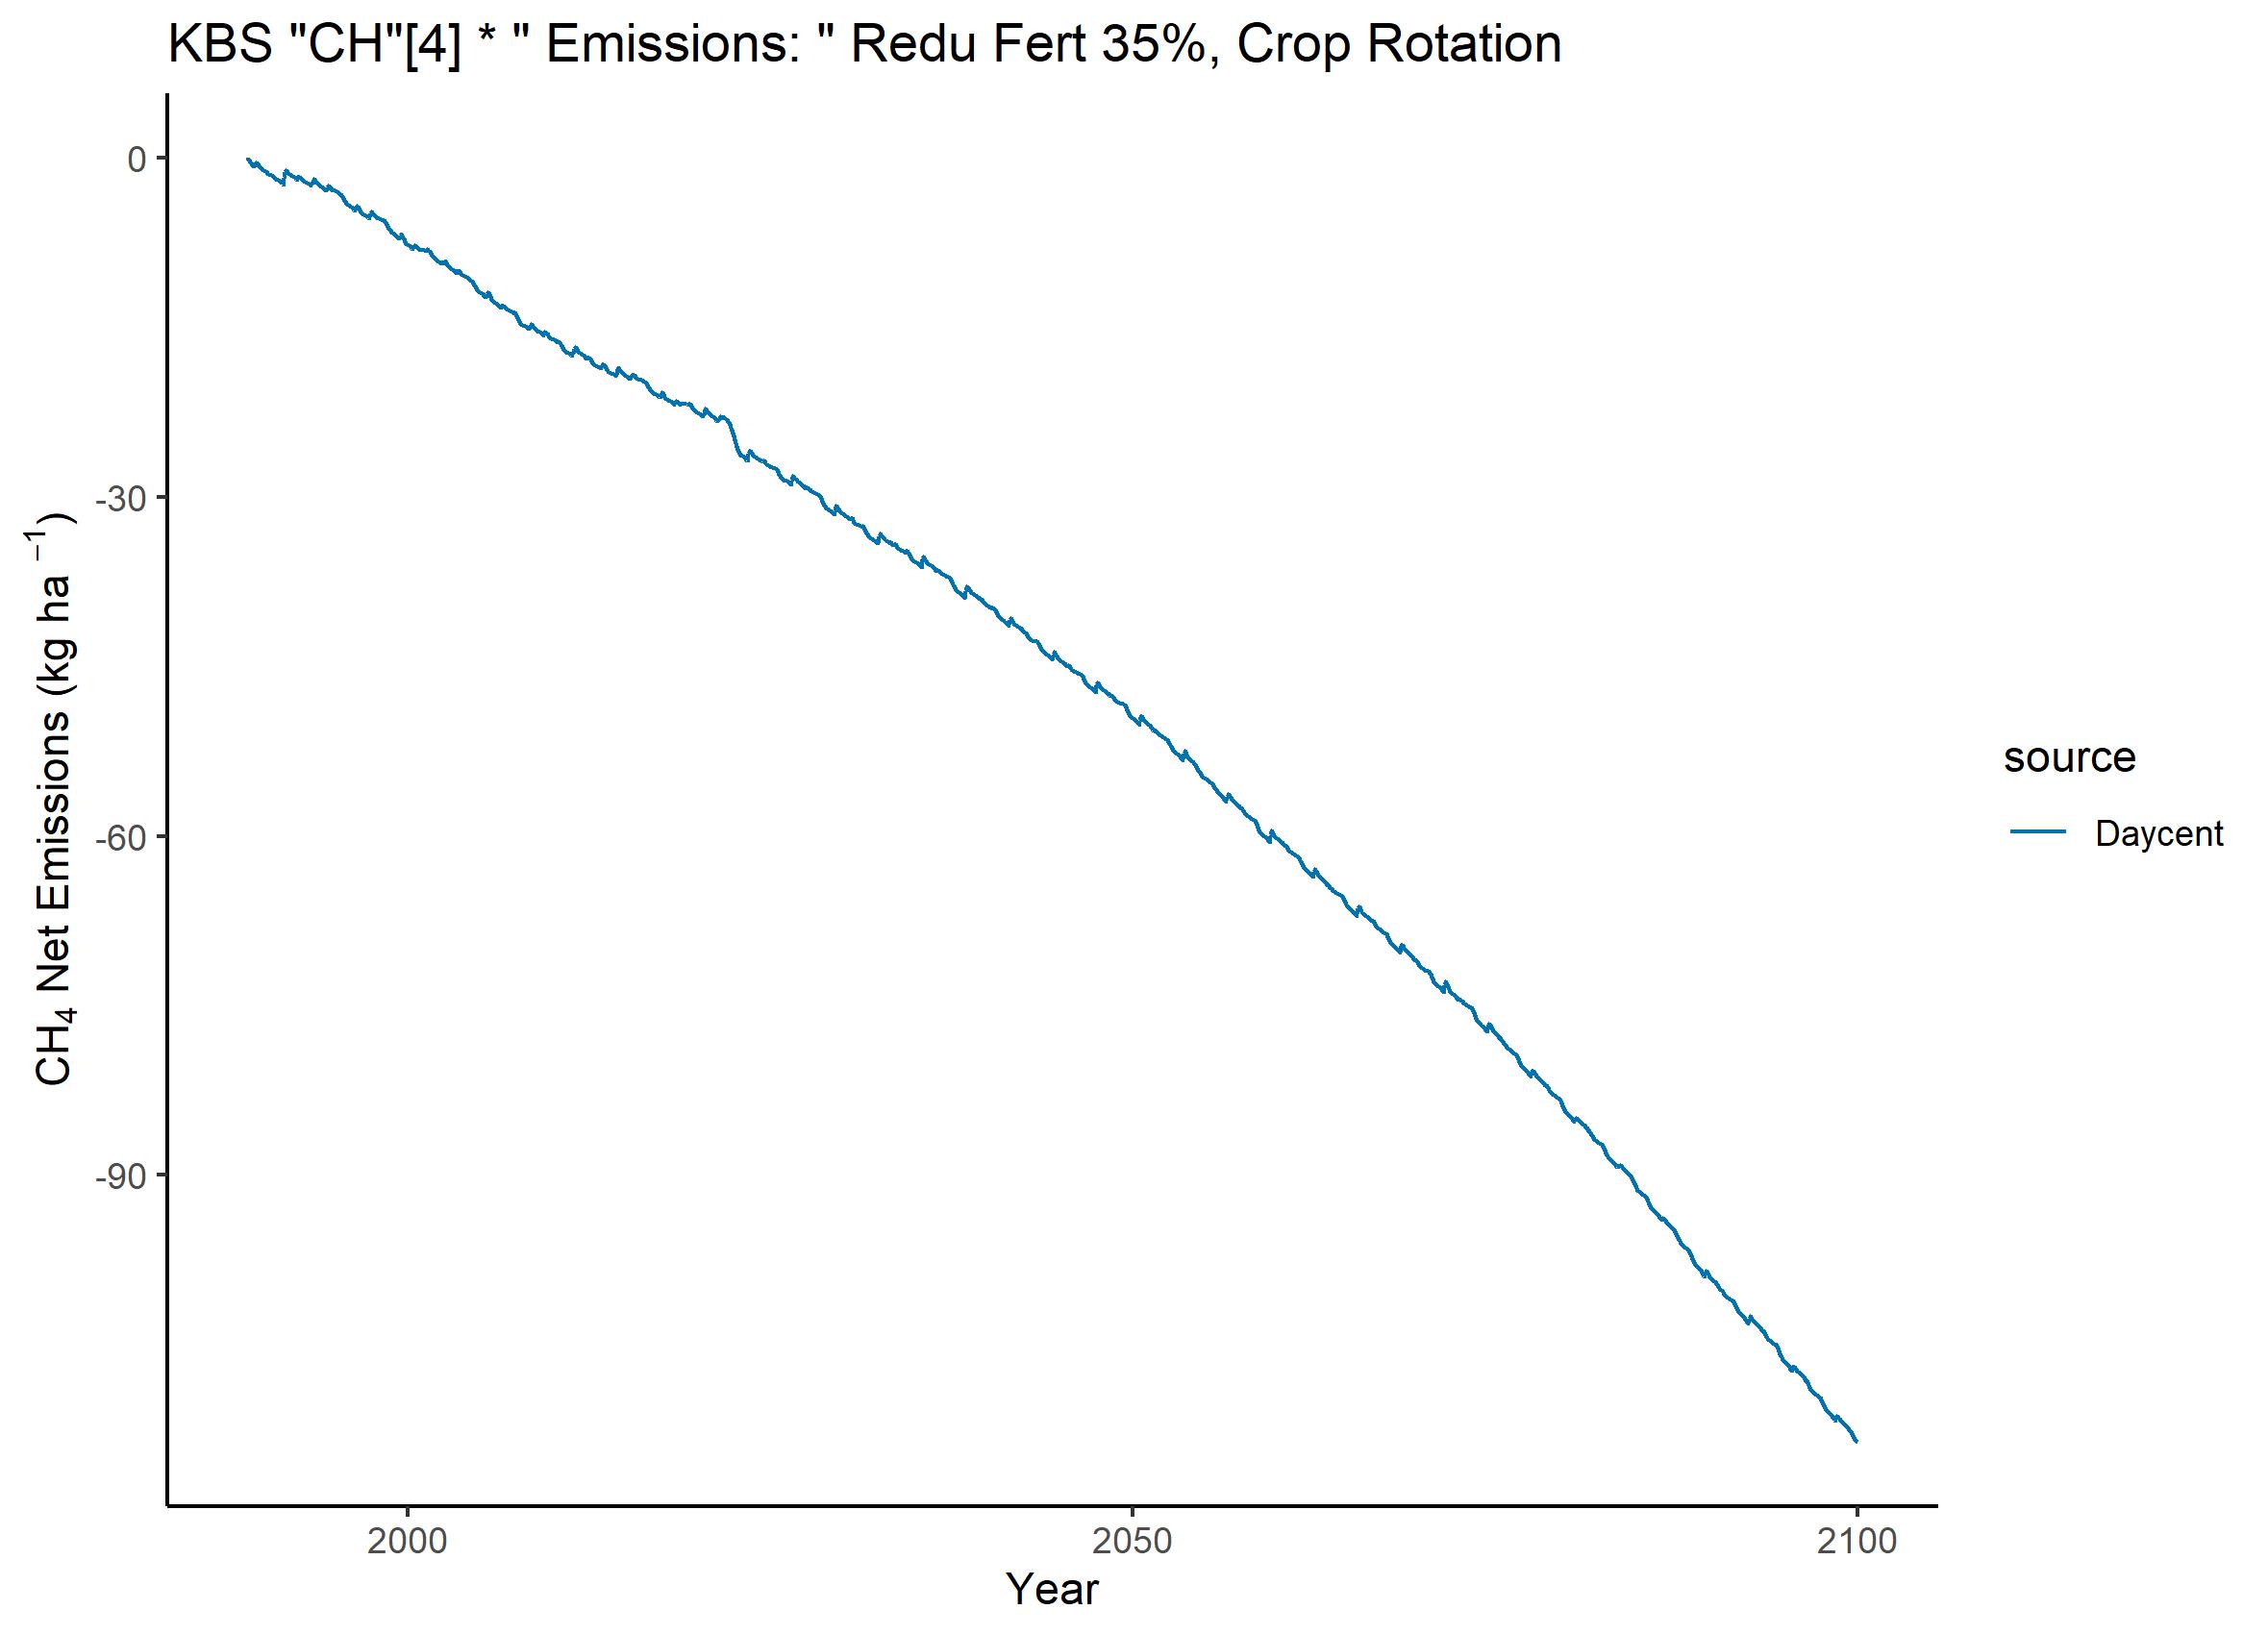 KBS "CH"[4] * " Emissions: " Redu Fert 35%, Crop Rotation
CH₄ Net Emissions (kg ha ⁻¹)
0
-30
-60
-90
2000
2050
2100
Year
source
Daycent